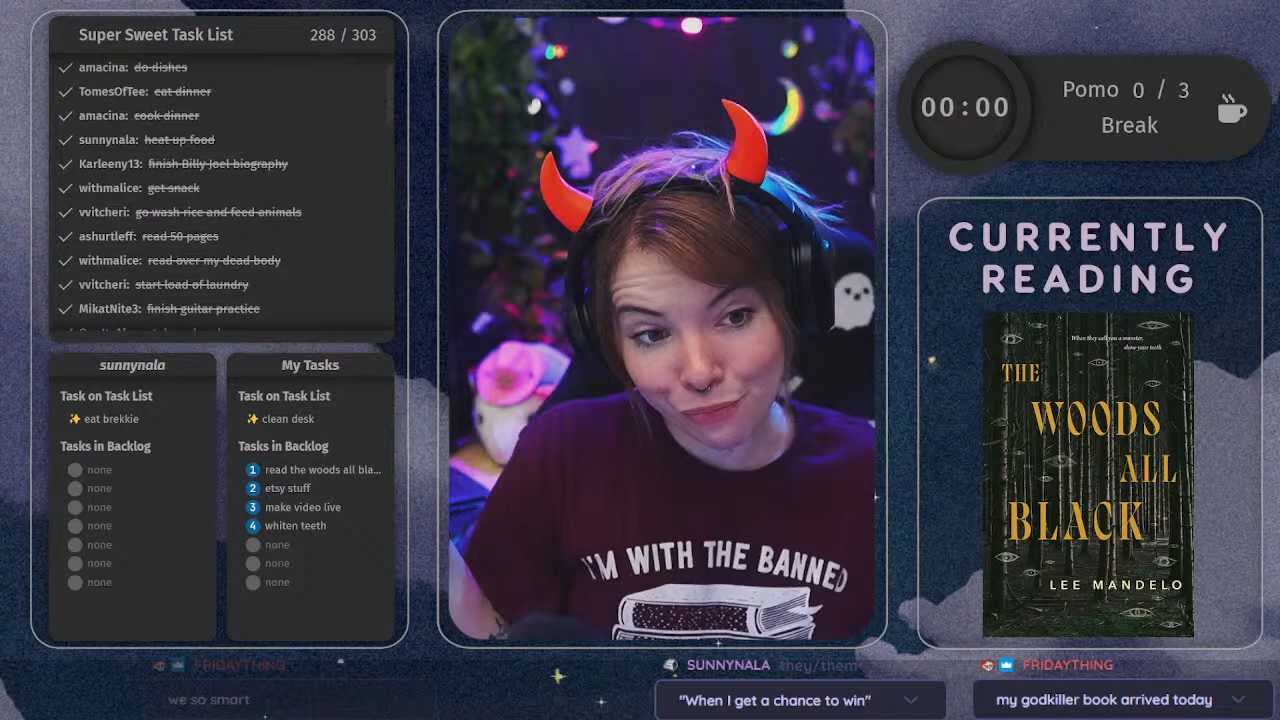 Super Sweet Task List 288 / 303
amacina: do dishes
TomesOfTee: eat dinner
amacina: cook dinner
sunnynala: heat up food
Karleeny13: finish Billy Joel biography
withmalice: get snack
vvitcheri: go wash rice and feed animals
ashurtleff: read 50 pages
withmalice: read over my dead body
vvitcheri: start load of laundry
MikatNite3: finish guitar practice
sunnynala
Task on Task List
✨ eat brekkie
Tasks in Backlog
none
none
none
none
none
none
none
My Tasks
Task on Task List
✨ clean desk
Tasks in Backlog
1 read the woods all bla...
2 etsy stuff
3 make video live
4 whiten teeth
none
none
none
I'M WITH THE BANNED
00:00
Pomo 0 / 3
Break
CURRENTLY
READING
When they call you a monster,
show your teeth
THE
WOODS
ALL
BLACK
LEE MANDELO
FRIDAYTHING
we so smart
SUNNYNALA they/them
"When I get a chance to win"
FRIDAYTHING
my godkiller book arrived today